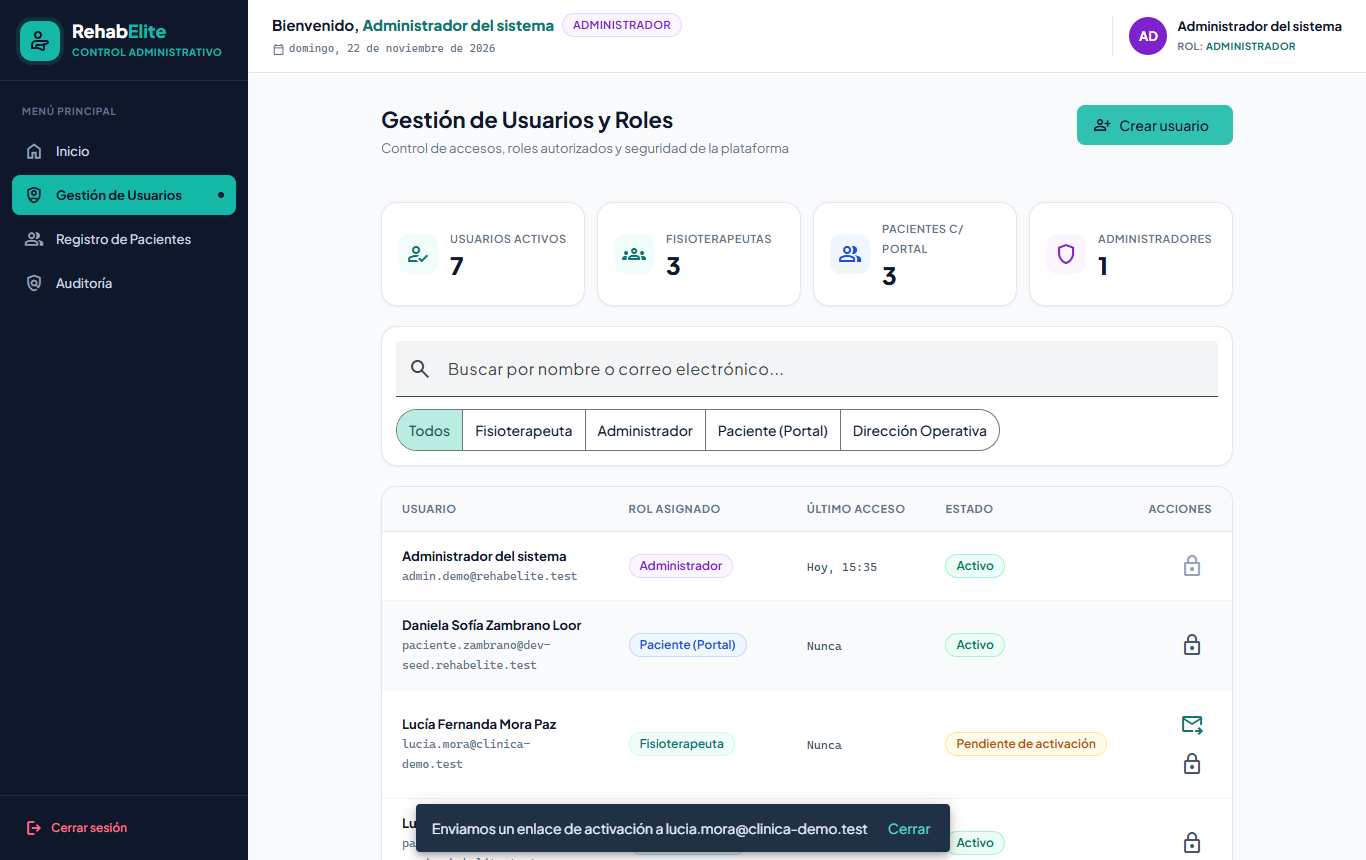 RehabElite
CONTROL ADMINISTRATIVO
MENÚ PRINCIPAL
Inicio
Gestión de Usuarios
Registro de Pacientes
Auditoría
Cerrar sesión
Bienvenido, Administrador del sistema ADMINISTRADOR
domingo, 22 de noviembre de 2026
AD
Administrador del sistema
ROL: ADMINISTRADOR
Gestión de Usuarios y Roles
Control de accesos, roles autorizados y seguridad de la plataforma
Crear usuario
USUARIOS ACTIVOS
7
FISIOTERAPEUTAS
3
PACIENTES C/
PORTAL
3
ADMINISTRADORES
1
Buscar por nombre o correo electrónico...
Todos Fisioterapeuta Administrador Paciente (Portal) Dirección Operativa
USUARIO ROL ASIGNADO ÚLTIMO ACCESO ESTADO ACCIONES
Administrador del sistema
admin.demo@rehabelite.test
Administrador
Hoy, 15:35
Activo
Daniela Sofía Zambrano Loor
paciente.zambrano@dev-
seed.rehabelite.test
Paciente (Portal)
Nunca
Activo
Lucía Fernanda Mora Paz
lucia.mora@clinica-
demo.test
Fisioterapeuta
Nunca
Pendiente de activación
Lu
pa
Activo
Enviamos un enlace de activación a lucia.mora@clinica-demo.test Cerrar